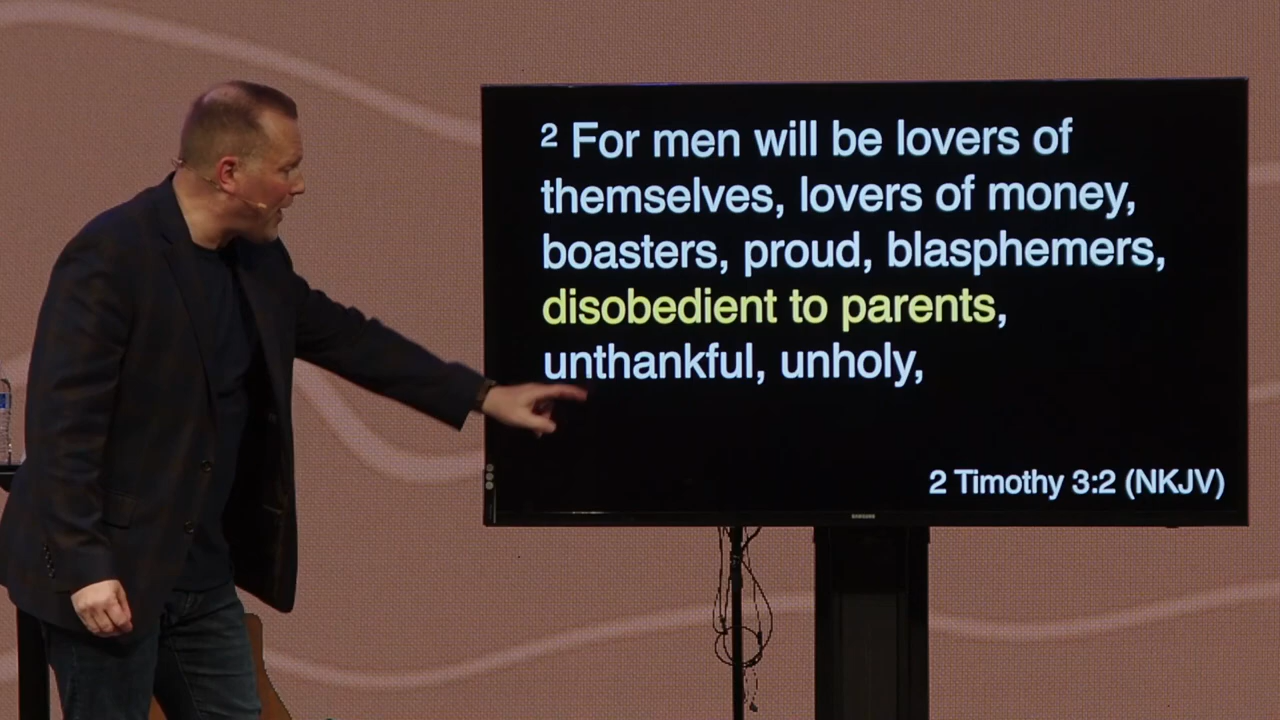 ² For men will be lovers of
themselves, lovers of money,
boasters, proud, blasphemers,
disobedient to parents,
unthankful, unholy,
2 Timothy 3:2 (NKJV)
SAMSUNG